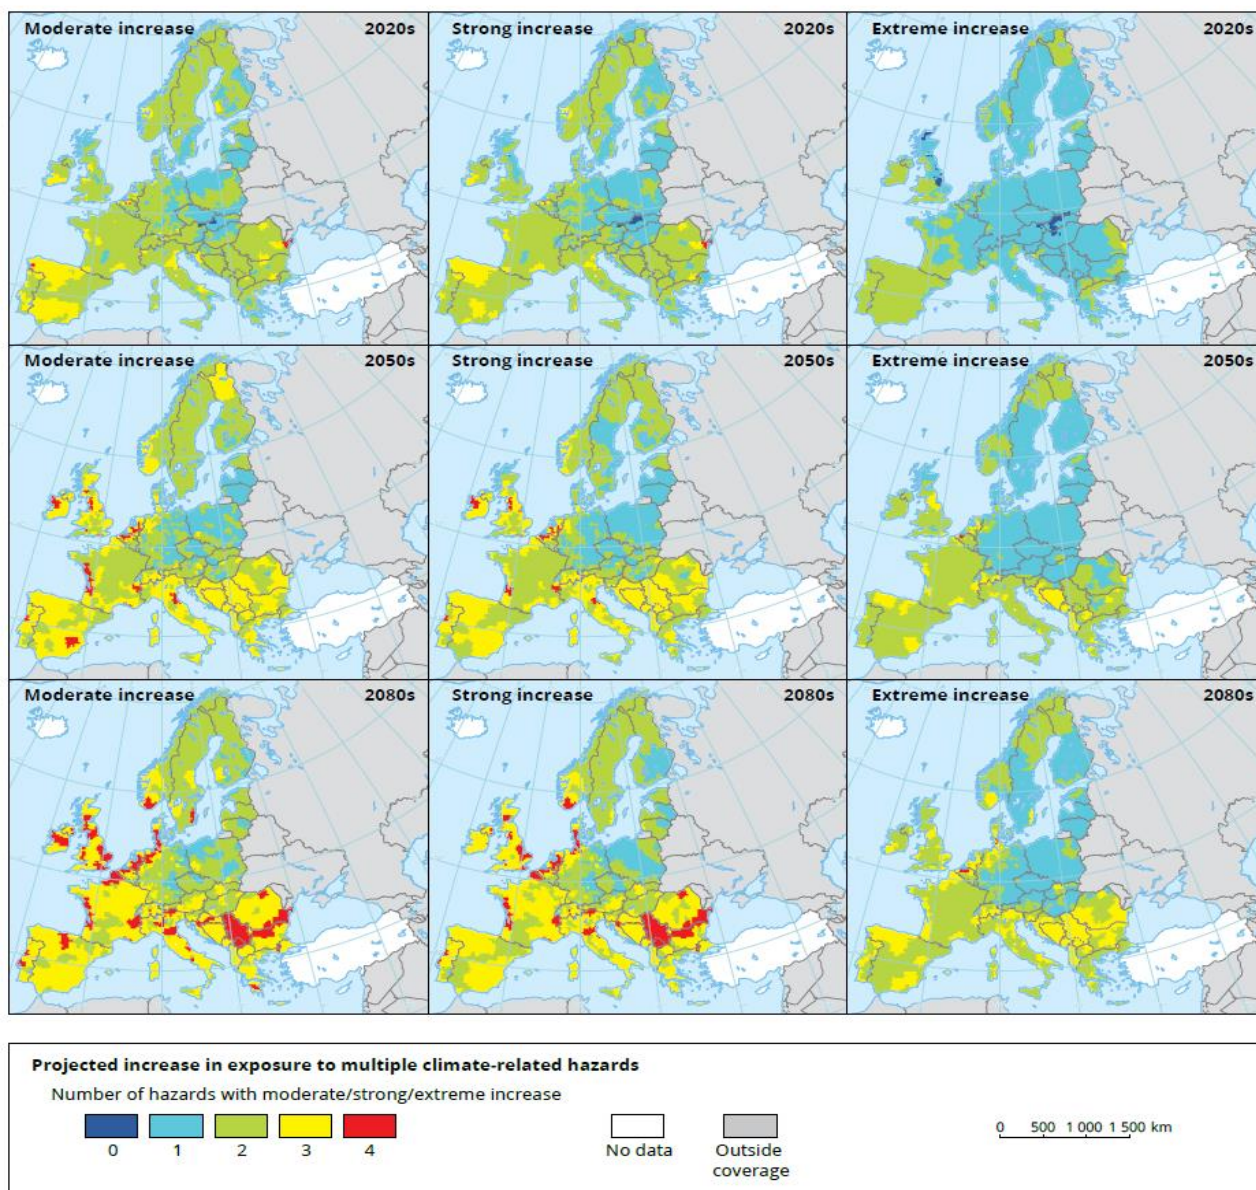 Moderate increase 2020s
Strong increase 2020s
Extreme increase 2020s
Moderate increase 2050s
Strong increase 2050s
Extreme increase 2050s
Moderate increase 2080s
Strong increase 2080s
Extreme increase 2080s
Projected increase in exposure to multiple climate-related hazards
Number of hazards with moderate/strong/extreme increase
0 1 2 3 4
No data
Outside
coverage
0 500 1 000 1 500 km